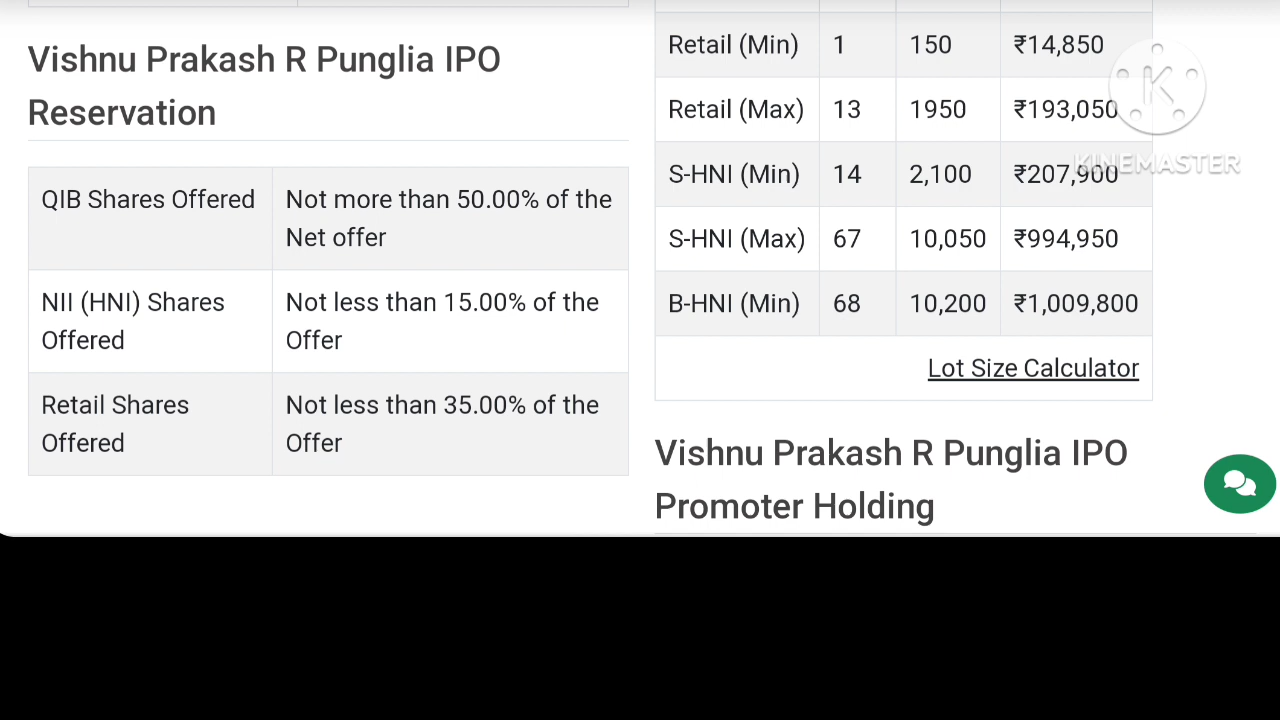 Vishnu Prakash R Punglia IPO
Reservation
QIB Shares Offered
Not more than 50.00% of the
Net offer
NII (HNI) Shares
Offered
Not less than 15.00% of the
Offer
Retail Shares
Offered
Not less than 35.00% of the
Offer
Retail (Min) 1 150 ₹14,850
Retail (Max) 13 1950 ₹193,050
S-HNI (Min) 14 2,100 ₹207,900
S-HNI (Max) 67 10,050 ₹994,950
B-HNI (Min) 68 10,200 ₹1,009,800
Lot Size Calculator
Vishnu Prakash R Punglia IPO
Promoter Holding
K
KINEMASTER